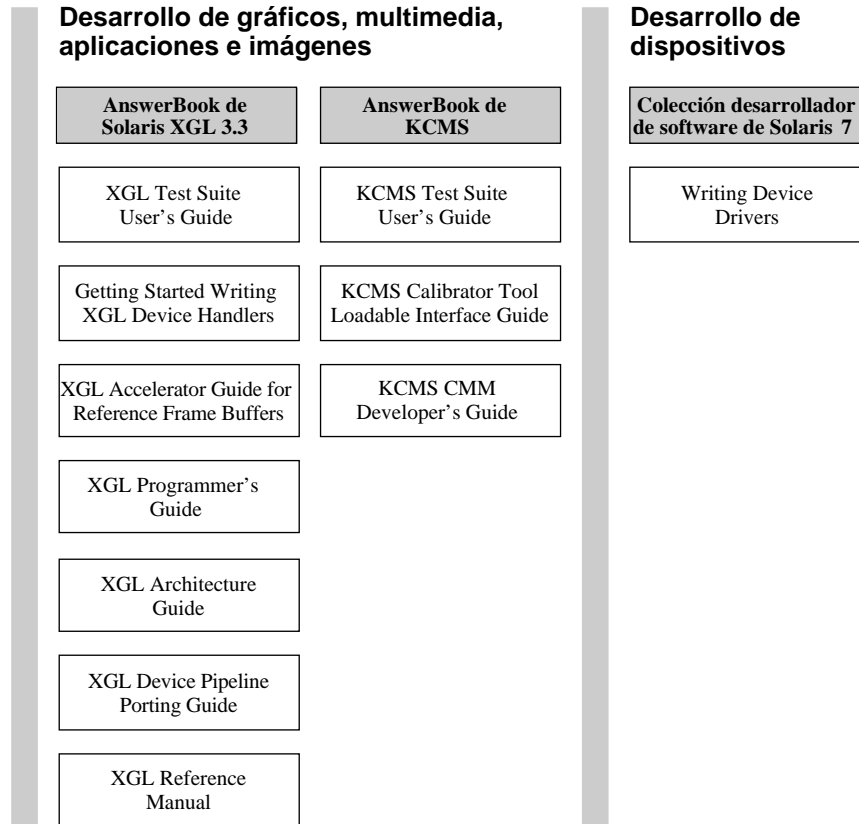 Desarrollo de gráficos, multimedia,
aplicaciones e imágenes
AnswerBook de
Solaris XGL 3.3
XGL Test Suite
User’s Guide
Getting Started Writing
XGL Device Handlers
XGL Accelerator Guide for
Reference Frame Buffers
XGL Programmer’s
Guide
XGL Architecture
Guide
XGL Device Pipeline
Porting Guide
XGL Reference
Manual
AnswerBook de
KCMS
KCMS Test Suite
User’s Guide
KCMS Calibrator Tool
Loadable Interface Guide
KCMS CMM
Developer’s Guide
Desarrollo de
dispositivos
Colección desarrollador
de software de Solaris 7
Writing Device
Drivers